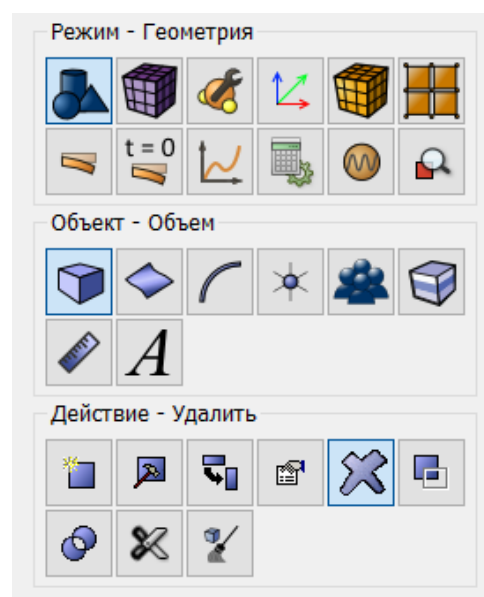 Режим - Геометрия
t = 0
Объект - Объем
A
Действие - Удалить